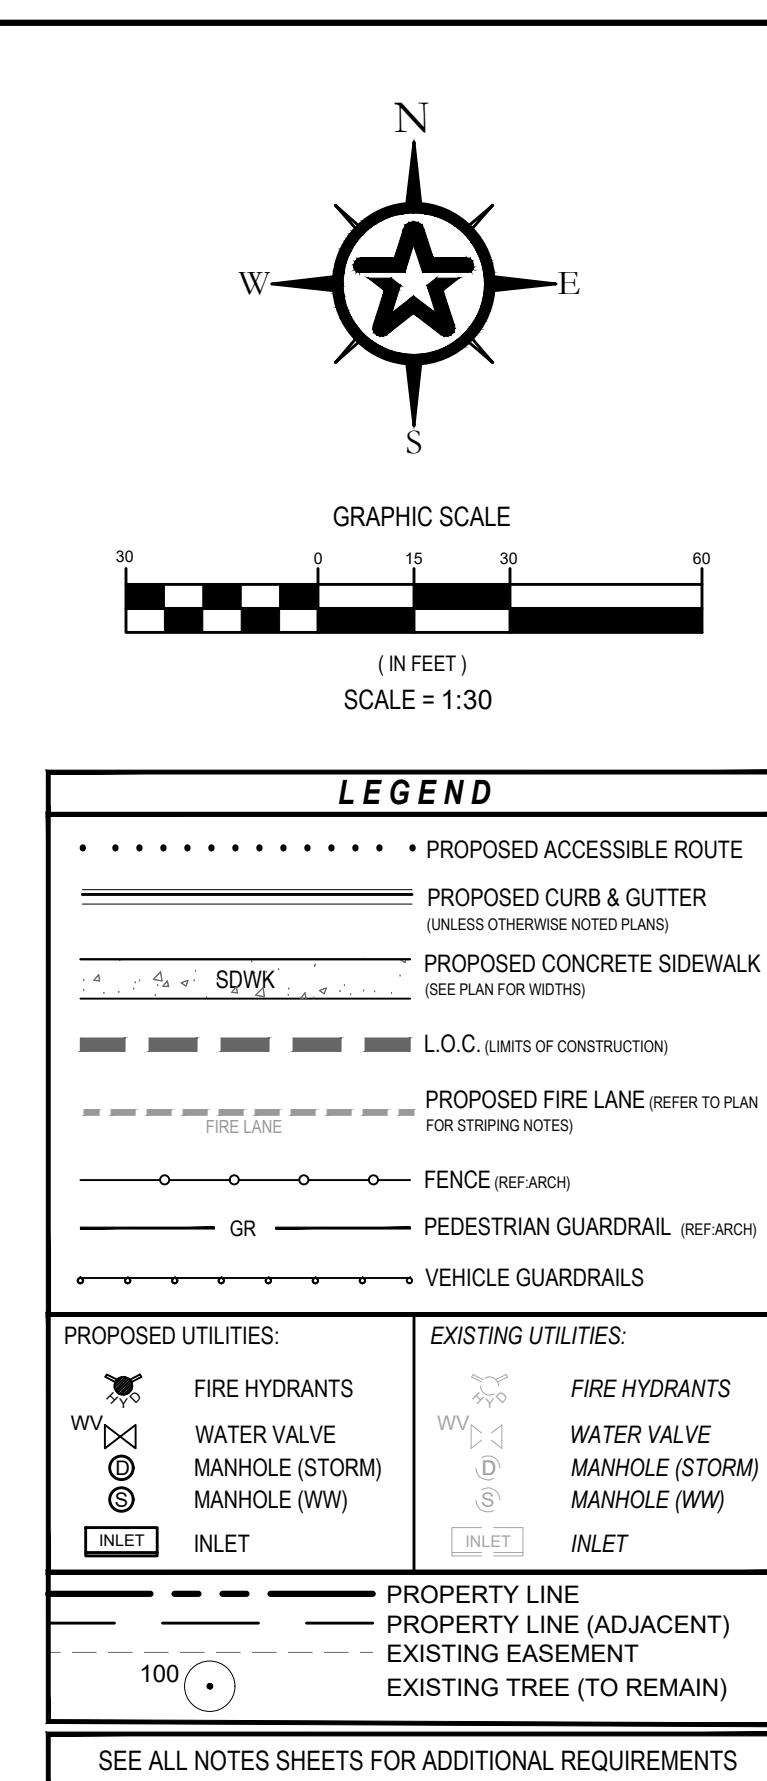 N
W E
S
GRAPHIC SCALE
30 0 15 30 60
( IN FEET )
SCALE = 1:30
LEGEND
PROPOSED ACCESSIBLE ROUTE
PROPOSED CURB & GUTTER
(UNLESS OTHERWISE NOTED PLANS)
SDWK PROPOSED CONCRETE SIDEWALK
(SEE PLAN FOR WIDTHS)
L.O.C. (LIMITS OF CONSTRUCTION)
PROPOSED FIRE LANE (REFER TO PLAN
FIRE LANE FOR STRIPING NOTES)
FENCE (REF:ARCH)
GR PEDESTRIAN GUARDRAIL (REF:ARCH)
VEHICLE GUARDRAILS
PROPOSED UTILITIES:
HYD FIRE HYDRANTS
WV WATER VALVE
D MANHOLE (STORM)
S MANHOLE (WW)
INLET INLET
EXISTING UTILITIES:
HYD FIRE HYDRANTS
WV WATER VALVE
D MANHOLE (STORM)
S MANHOLE (WW)
INLET INLET
PROPERTY LINE
PROPERTY LINE (ADJACENT)
EXISTING EASEMENT
100 EXISTING TREE (TO REMAIN)
SEE ALL NOTES SHEETS FOR ADDITIONAL REQUIREMENTS